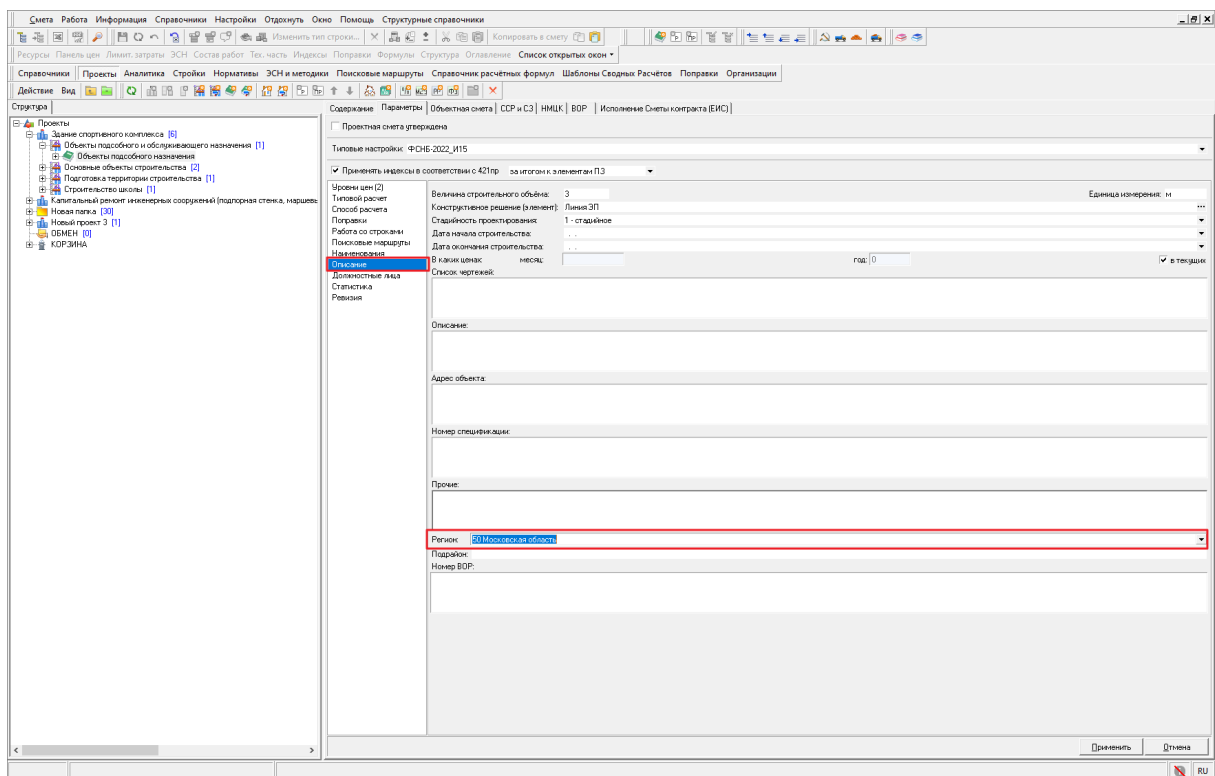 Смета Работа Информация Справочники Настройки Отдохнуть Окно Помощь Структурные справочники
Изменить тип строки... Копировать в смету
Ресурсы Панель цен Лимит. затраты ЭСН Состав работ Тех. часть Индексы Поправки Формулы Структура Оглавление Список открытых окон
Справочники Проекты Аналитика Стройки Нормативы ЭСН и методики Поисковые маршруты Справочник расчётных формул Шаблоны Сводных Расчётов Поправки Организации
Действие Вид
Структура
Проекты
Здание спортивного комплекса [6]
Объекты подсобного и обслуживающего назначения [1]
Объекты подсобного назначения
Основные объекты строительства [2]
Подготовка территории строительства [1]
Строительство школы [1]
Капитальный ремонт инженерных сооружений (подпорная стенка, маршевь
Новая папка [30]
Новый проект 3 [1]
ОБМЕН [0]
КОРЗИНА
Содержание Параметры Объектная смета ССР и СЗ НМЦК ВОР Исполнение Сметы контракта (ЕИС)
Проектная смета утверждена
Типовые настройки: ФСНБ-2022_И15
Применять индексы в соответствии с 421пр за итогом к элементам ПЗ
Уровни цен (2)
Типовой расчет
Способ расчета
Поправки
Работа со строками
Поисковые маршруты
Наименования
Описание
Должностные лица
Статистика
Ревизия
Величина строительного объёма: 3 Единица измерения: м
Конструктивное решение (элемент): Линия ЭП ...
Стадийность проектирования: 1 - стадийное
Дата начала строительства: . .
Дата окончания строительства: . .
В каких ценах: месяц: год: 0 в текущих
Список чертежей:
Описание:
Адрес объекта:
Номер спецификации:
Прочие:
Регион: 50 Московская область
Подрайон:
Номер ВОР:
Применить Отмена
RU